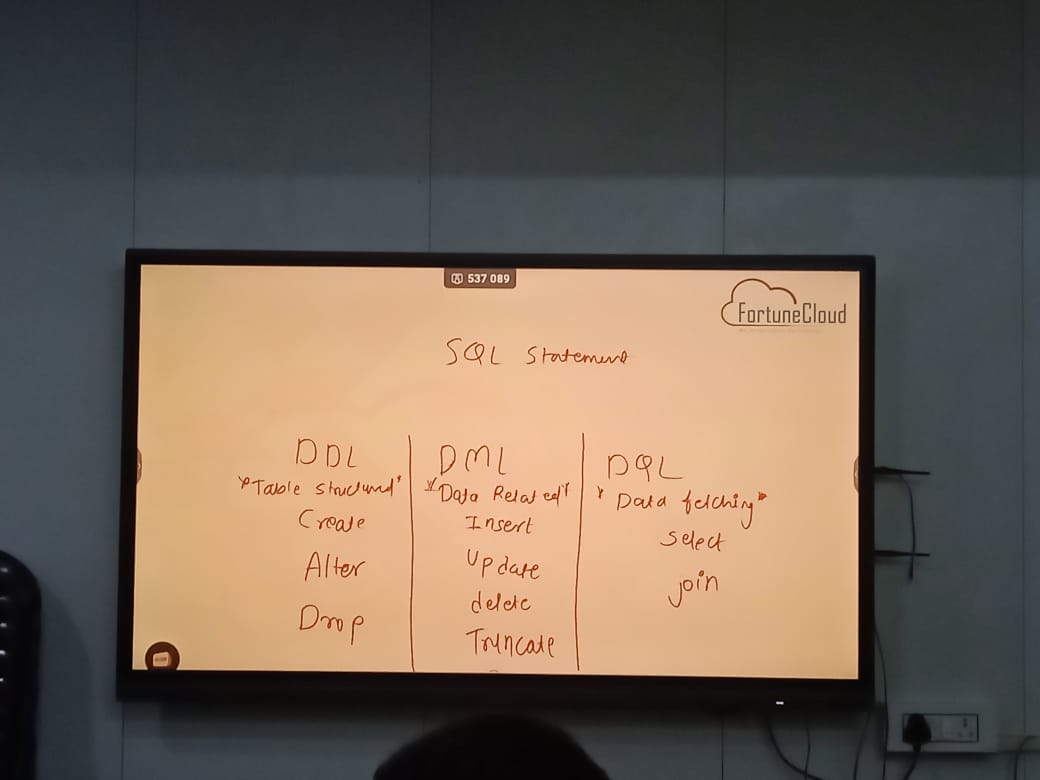 537 089
FortuneCloud
SQL Statement
DDL
"Table structured"
Create
Alter
Drop
DML
"Data Related"
Insert
Update
delete
Truncate
DQL
"Data fetching"
select
join